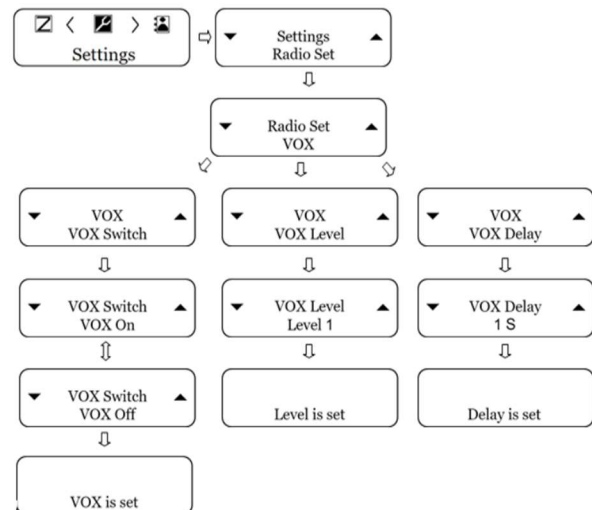 Settings
Settings
Radio Set
Radio Set
VOX
VOX
VOX Switch
VOX
VOX Level
VOX
VOX Delay
VOX Switch
VOX On
VOX Level
Level 1
VOX Delay
1 S
VOX Switch
VOX Off
Level is set
Delay is set
VOX is set